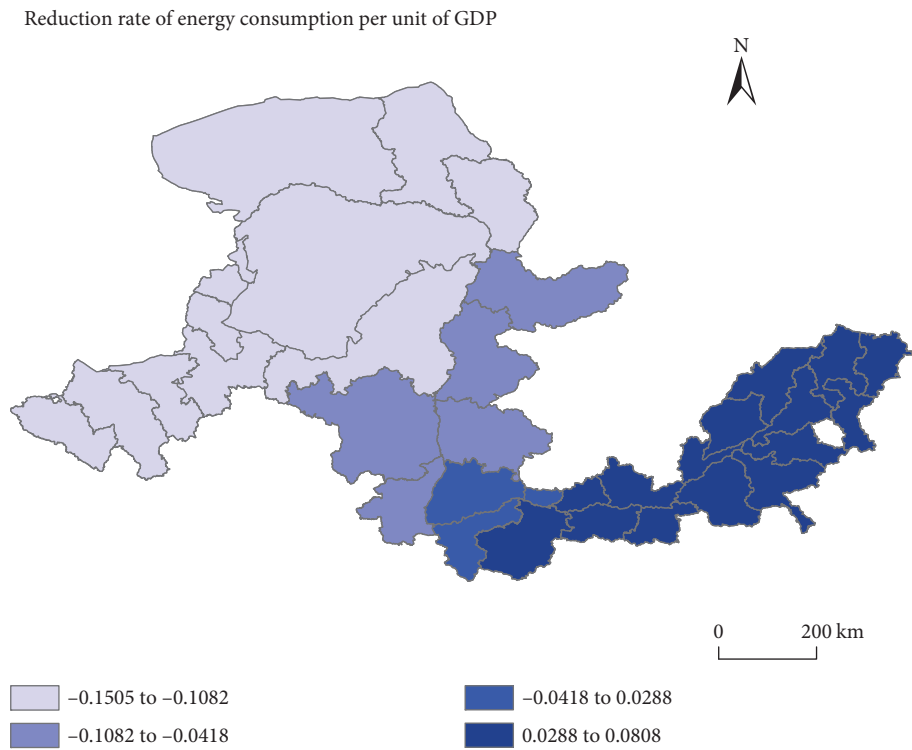 Reduction rate of energy consumption per unit of GDP
N
0 200 km
–0.1505 to –0.1082
–0.1082 to –0.0418
–0.0418 to 0.0288
0.0288 to 0.0808